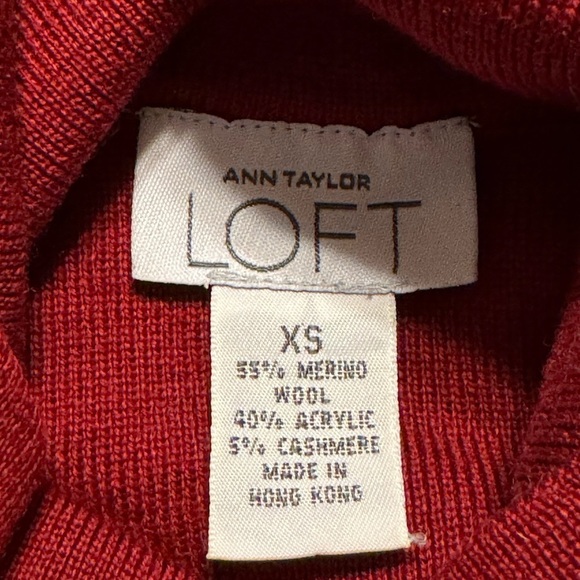 ANN TAYLOR
LOFT
XS
55% MERINO
WOOL
40% ACRYLIC
5% CASHMERE
MADE IN
HONG KONG